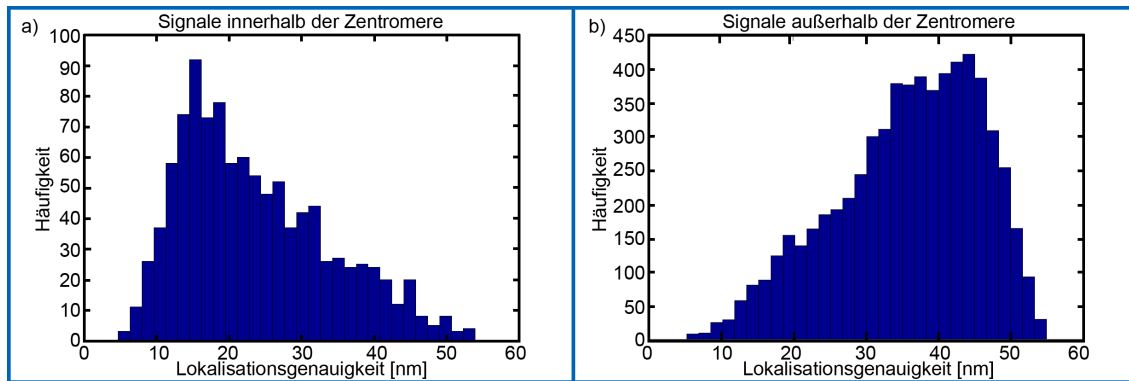 a)
Signale innerhalb der Zentromere
100
90
80
70
60
50
40
30
20
10
0
Häufigkeit
0 10 20 30 40 50 60
Lokalisationsgenauigkeit [nm]
b)
Signale außerhalb der Zentromere
450
400
350
300
250
200
150
100
50
0
Häufigkeit
0 10 20 30 40 50 60
Lokalisationsgenauigkeit [nm]